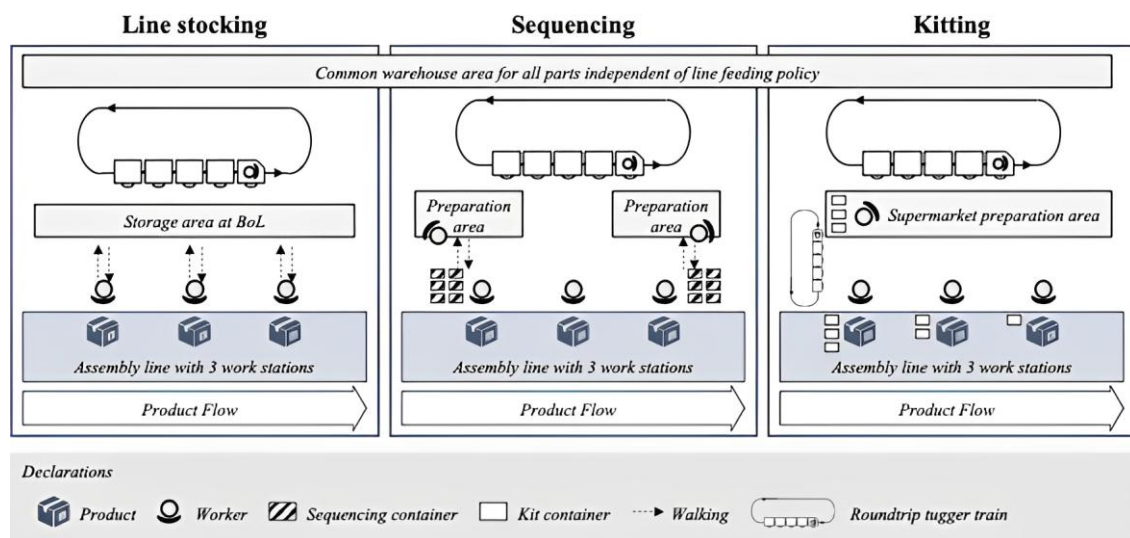 Line stocking
Sequencing
Kitting
Common warehouse area for all parts independent of line feeding policy
Storage area at BoL
Preparation
area
Preparation
area
Supermarket preparation area
Assembly line with 3 work stations
Assembly line with 3 work stations
Assembly line with 3 work stations
Product Flow
Product Flow
Product Flow
Declarations
Product
Worker
Sequencing container
Kit container
Walking
Roundtrip tugger train